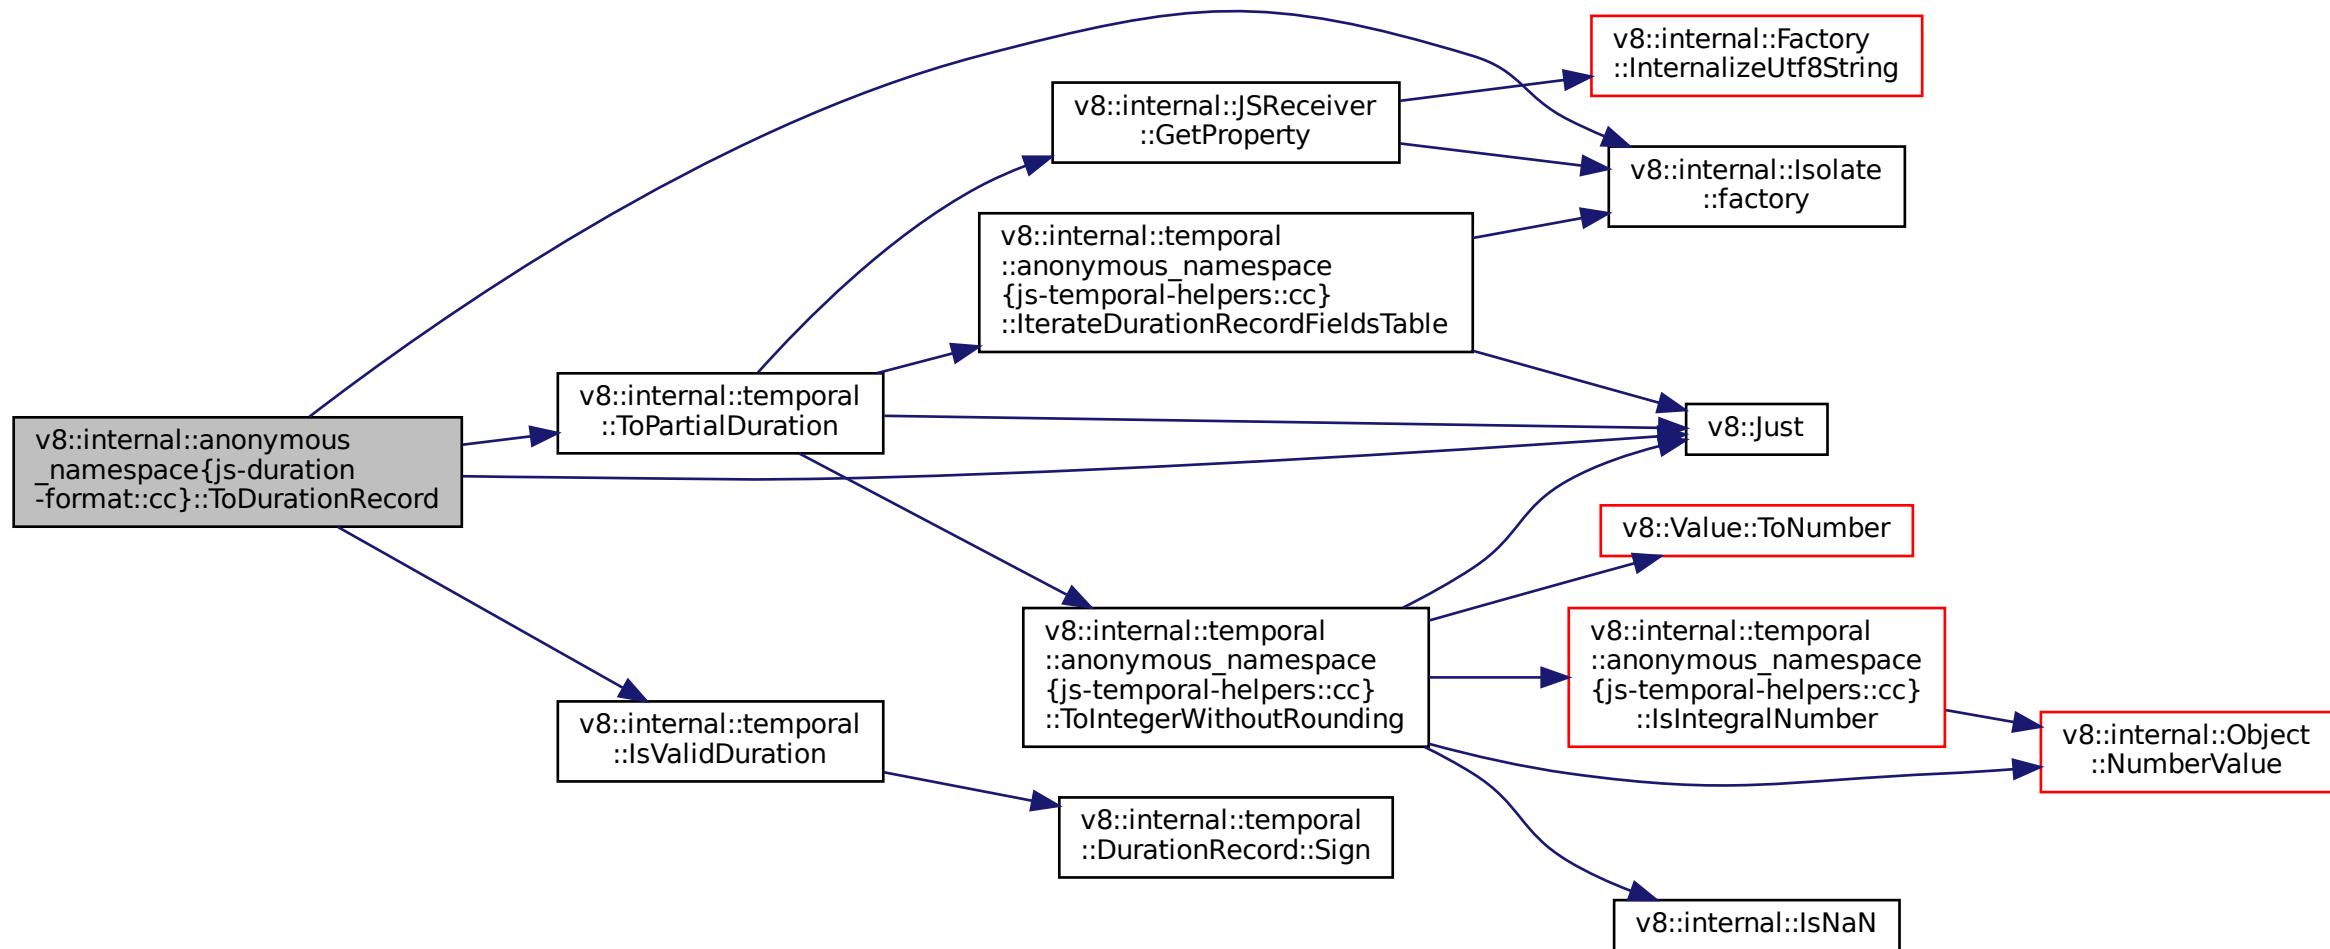 v8::internal::anonymous
_namespace{js-duration
-format::cc}::ToDurationRecord
v8::internal::temporal
::ToPartialDuration
v8::internal::temporal
::IsValidDuration
v8::internal::JSReceiver
::GetProperty
v8::internal::temporal
::anonymous_namespace
{js-temporal-helpers::cc}
::IterateDurationRecordFieldsTable
v8::internal::temporal
::anonymous_namespace
{js-temporal-helpers::cc}
::ToIntegerWithoutRounding
v8::internal::temporal
::DurationRecord::Sign
v8::internal::Factory
::InternalizeUtf8String
v8::internal::Isolate
::factory
v8::Just
v8::Value::ToNumber
v8::internal::temporal
::anonymous_namespace
{js-temporal-helpers::cc}
::IsIntegralNumber
v8::internal::IsNaN
v8::internal::Object
::NumberValue